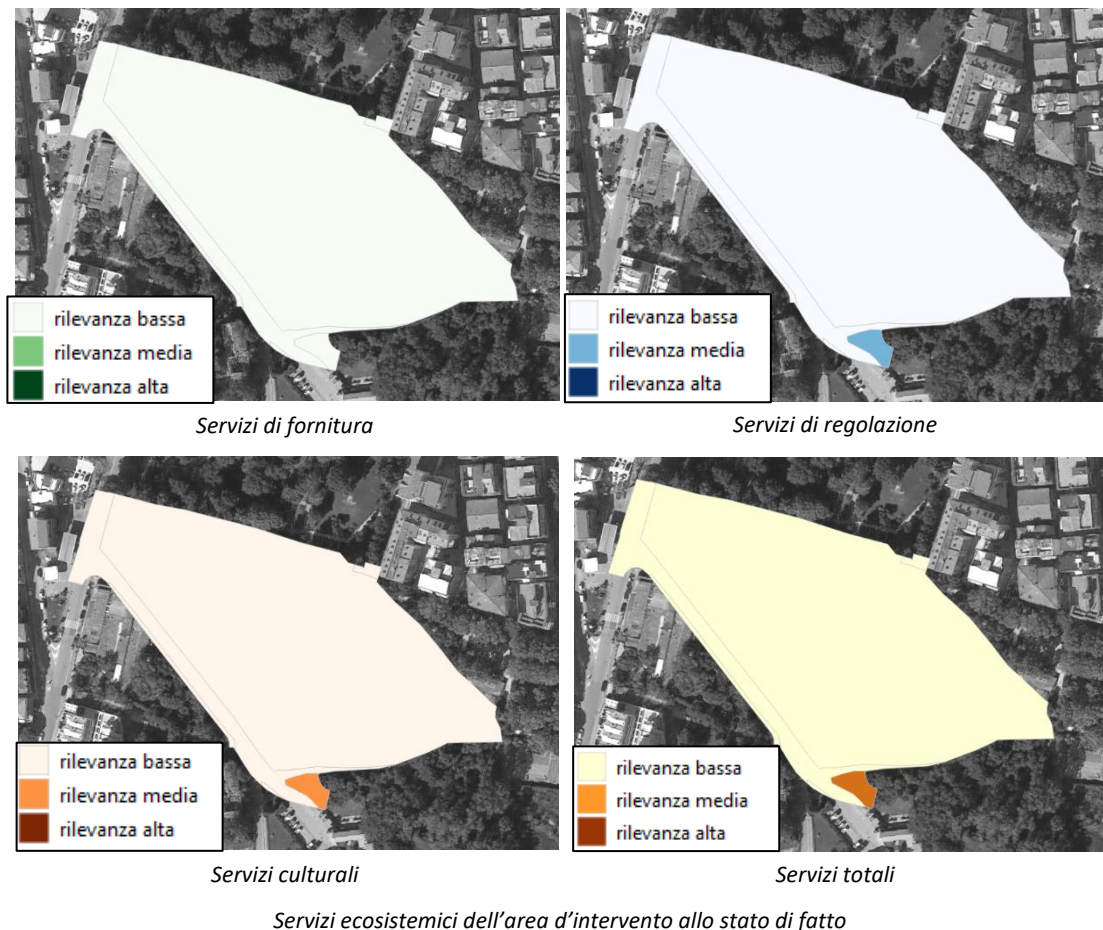 rilevanza bassa
rilevanza media
rilevanza alta
Servizi di fornitura
rilevanza bassa
rilevanza media
rilevanza alta
Servizi di regolazione
rilevanza bassa
rilevanza media
rilevanza alta
Servizi culturali
rilevanza bassa
rilevanza media
rilevanza alta
Servizi totali
Servizi ecosistemici dell’area d’intervento allo stato di fatto